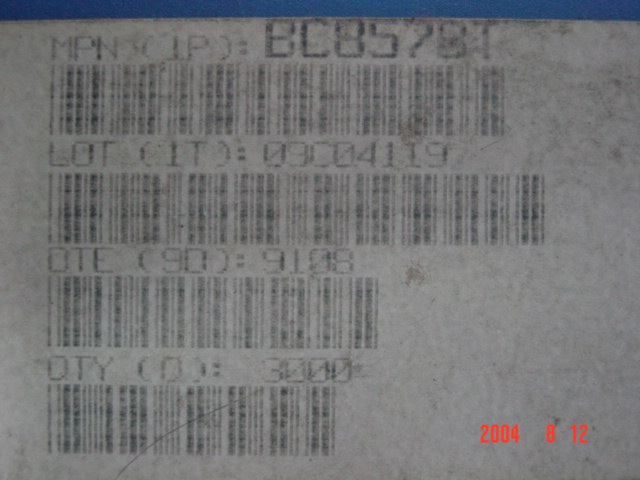 MPN (1P): BC857BT
LOT (1T): 09C04119
DTE (9D): 9108
QTY (Q): 3000
2004 8 12